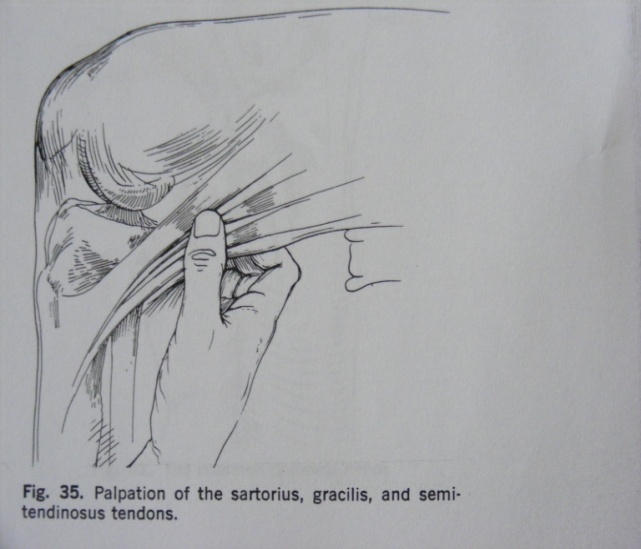 Fig. 35. Palpation of the sartorius, gracilis, and semi-
tendinosus tendons.